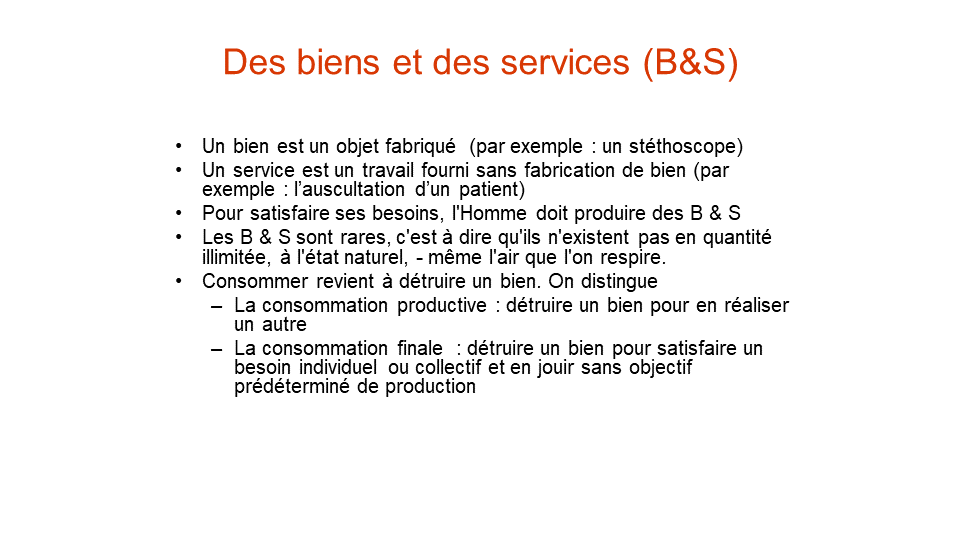 Des biens et des services (B&S)
• Un bien est un objet fabriqué (par exemple : un stéthoscope)
• Un service est un travail fourni sans fabrication de bien (par
exemple : l’auscultation d’un patient)
• Pour satisfaire ses besoins, l'Homme doit produire des B & S
• Les B & S sont rares, c'est à dire qu'ils n'existent pas en quantité
illimitée, à l'état naturel, - même l'air que l'on respire.
• Consommer revient à détruire un bien. On distingue
– La consommation productive : détruire un bien pour en réaliser
un autre
– La consommation finale : détruire un bien pour satisfaire un
besoin individuel ou collectif et en jouir sans objectif
prédéterminé de production